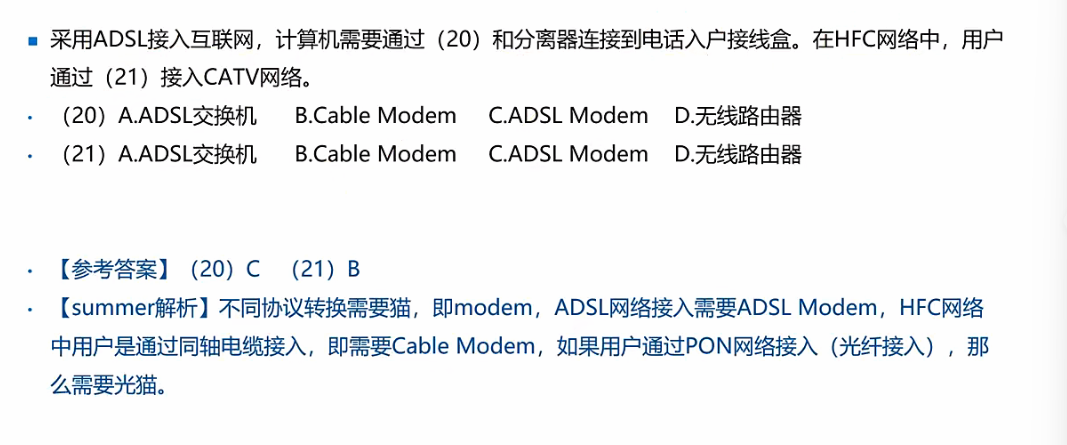 ■ 采用ADSL接入互联网，计算机需要通过（20）和分离器连接到电话入户接线盒。在HFC网络中，用户
通过（21）接入CATV网络。
• （20）A.ADSL交换机 B.Cable Modem C.ADSL Modem D.无线路由器
• （21）A.ADSL交换机 B.Cable Modem C.ADSL Modem D.无线路由器
• 【参考答案】（20）C （21）B
• 【summer解析】不同协议转换需要猫，即modem，ADSL网络接入需要ADSL Modem，HFC网络
中用户是通过同轴电缆接入，即需要Cable Modem，如果用户通过PON网络接入（光纤接入），那
么需要光猫。